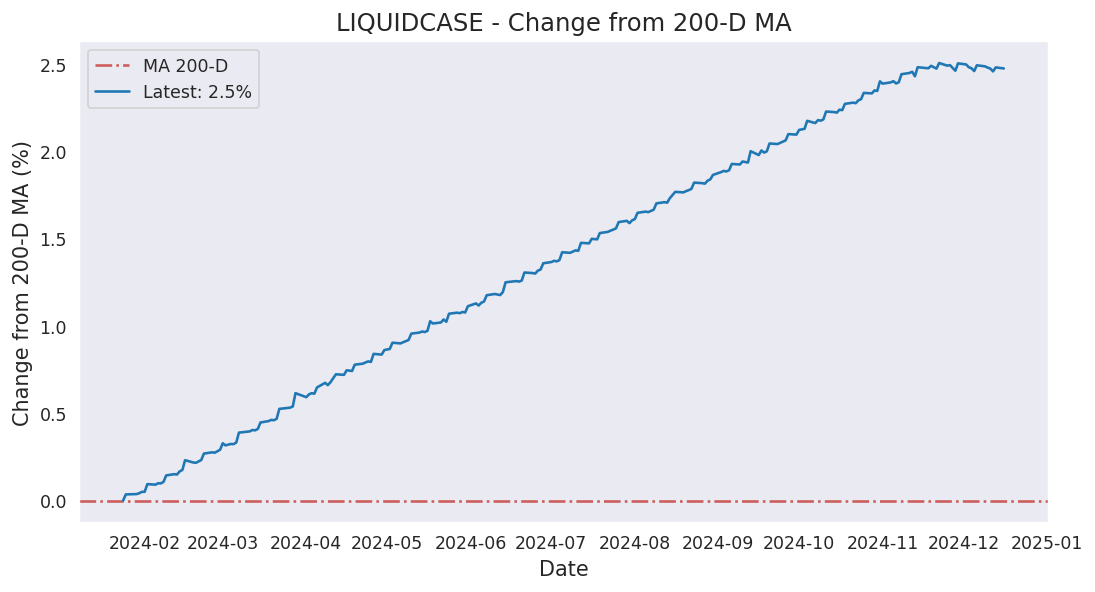 LIQUIDCASE - Change from 200-D MA
MA 200-D
Latest: 2.5%
Change from 200-D MA (%)
2.5
2.0
1.5
1.0
0.5
0.0
2024-02 2024-03 2024-04 2024-05 2024-06 2024-07 2024-08 2024-09 2024-10 2024-11 2024-12 2025-01
Date